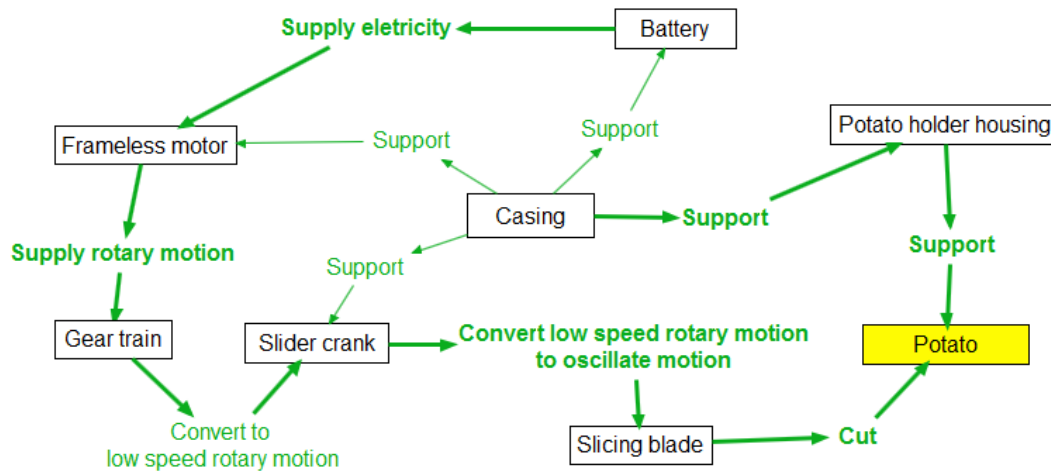 Supply eletricity
Battery
Frameless motor
Support
Support
Potato holder housing
Casing
Support
Supply rotary motion
Support
Support
Gear train
Slider crank
Convert low speed rotary motion
to oscillate motion
Potato
Convert to
low speed rotary motion
Slicing blade
Cut